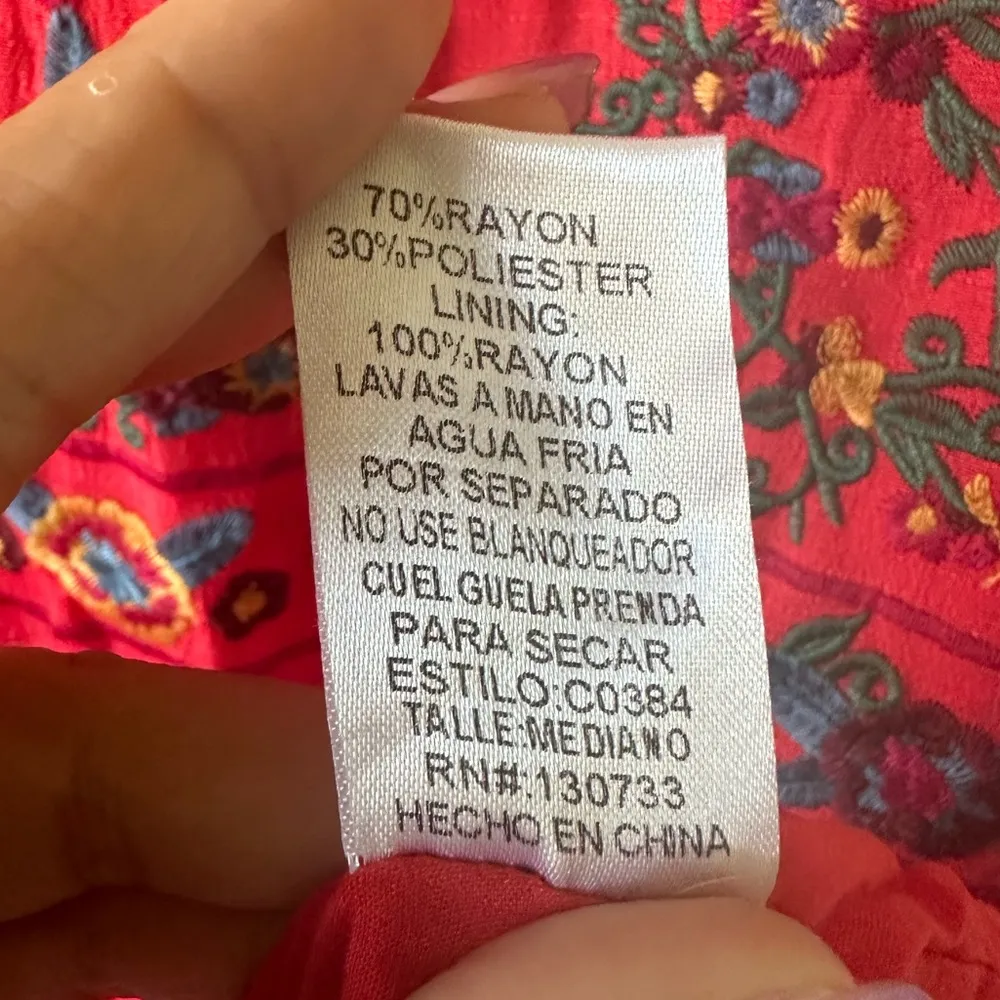 70%RAYON
30%POLIESTER
LINING:
100%RAYON
LAVAS A MANO EN
AGUA FRIA
POR SEPARADO
NO USE BLANQUEADOR
CUEL GUELA PRENDA
PARA SECAR
ESTILO:C0384
TALLE:MEDIANO
RN#:130733
HECHO EN CHINA